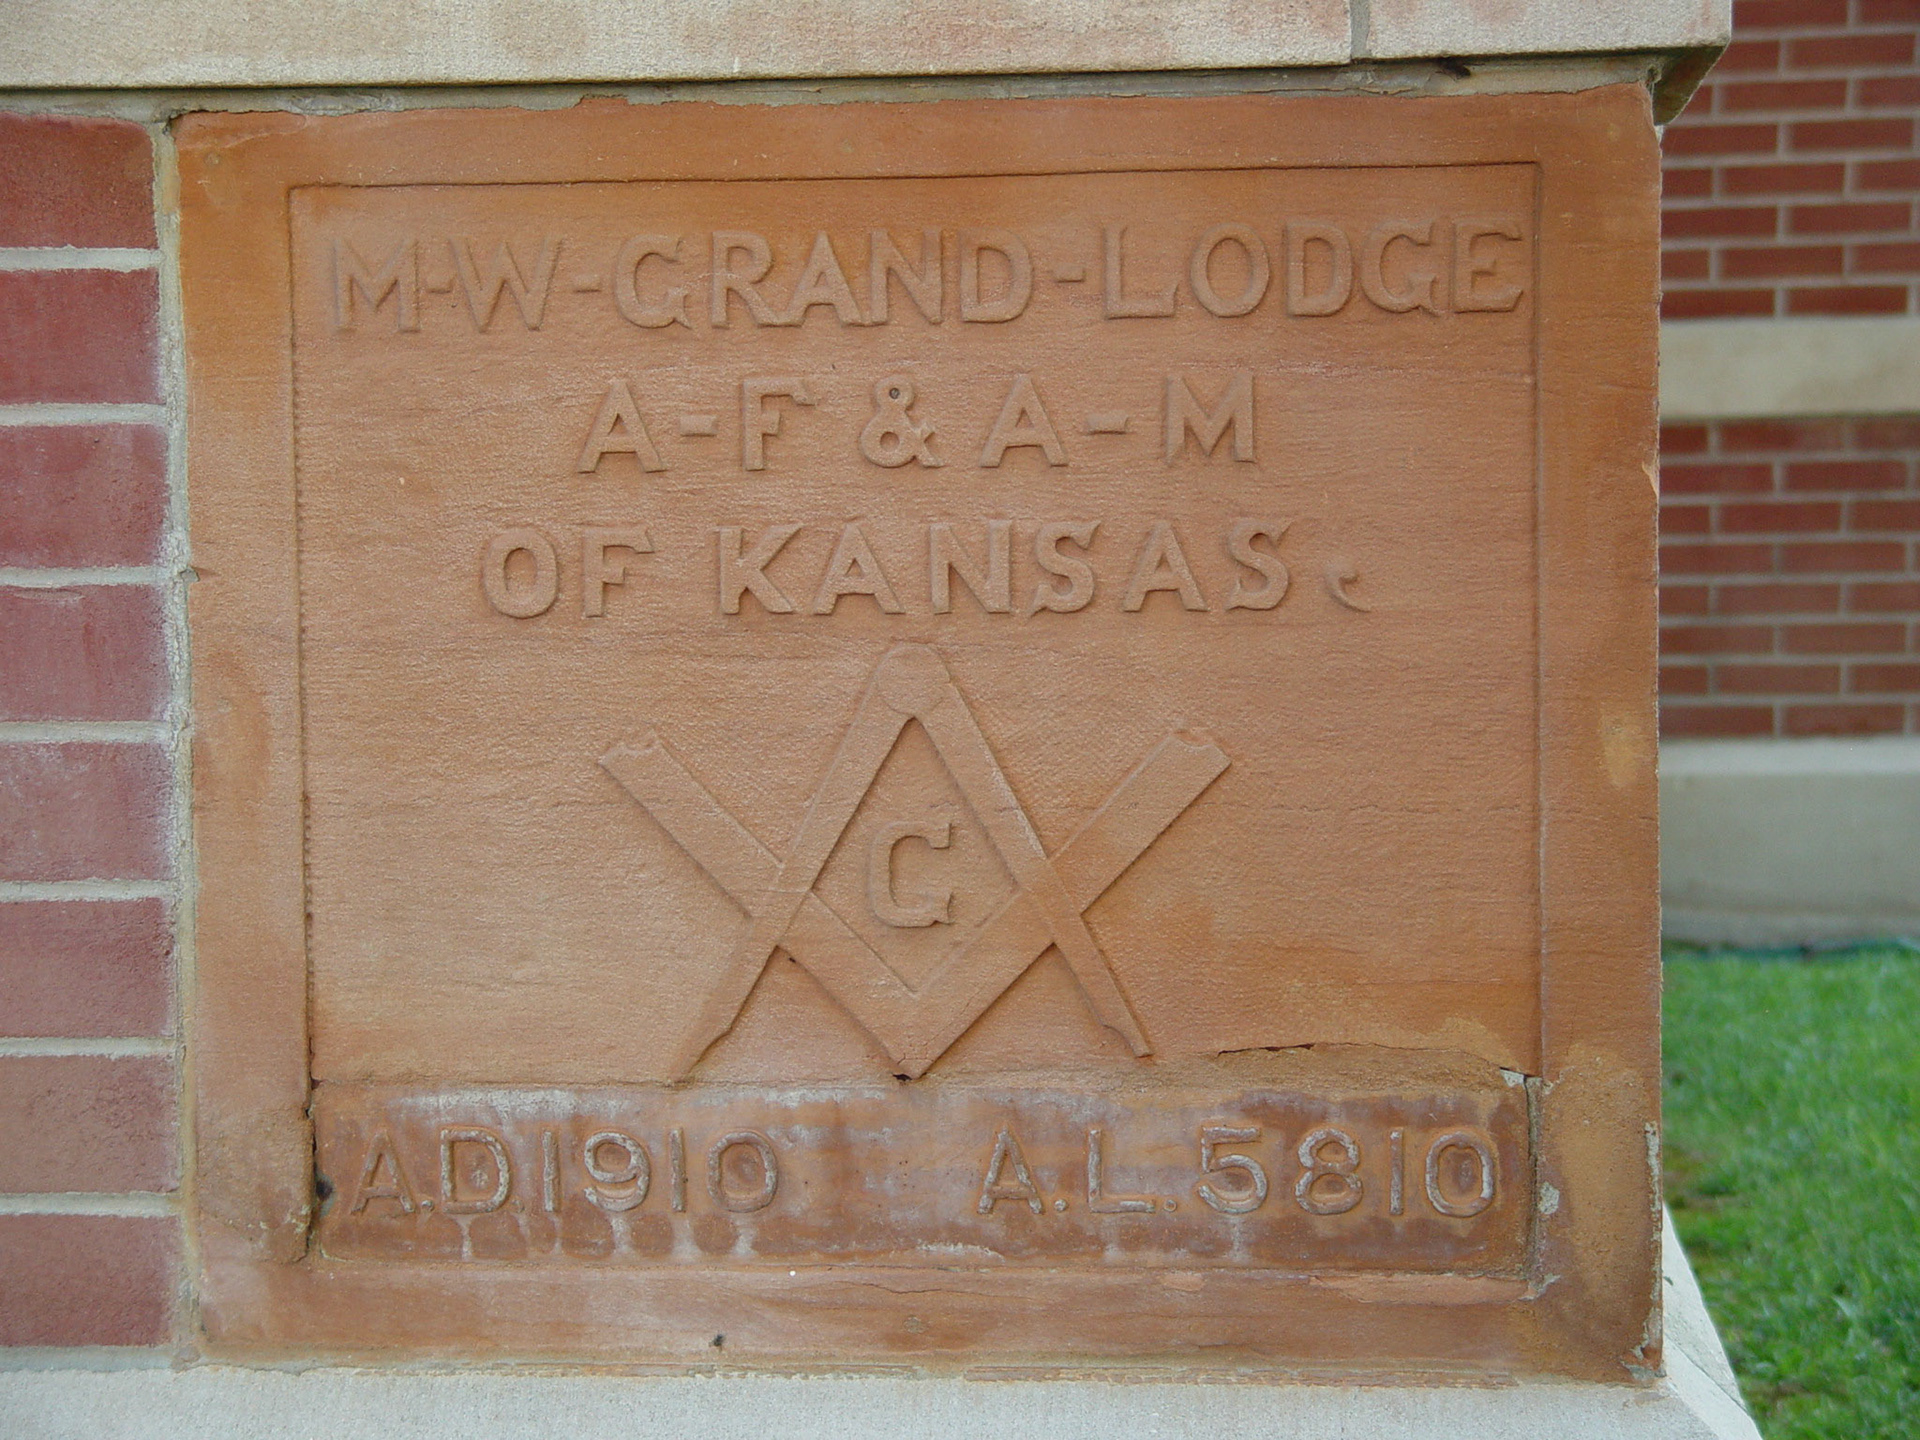 M-W-GRAND-LODGE
A-F & A-M
OF KANSAS,
G
A.D.1910 A.L.5810